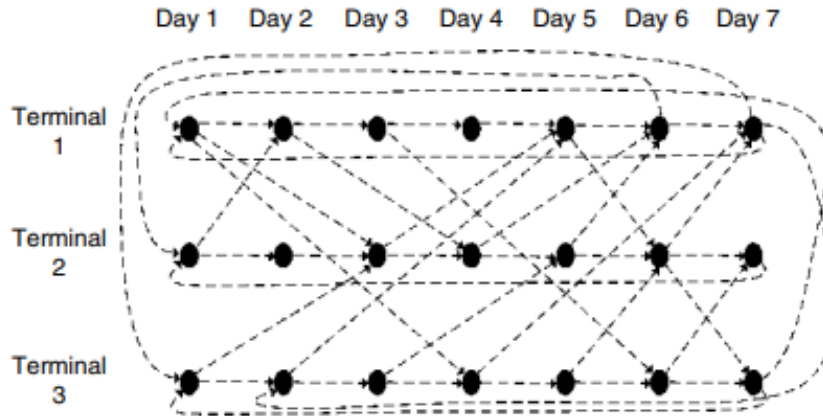 Day 1 Day 2 Day 3 Day 4 Day 5 Day 6 Day 7
Terminal
1
Terminal
2
Terminal
3